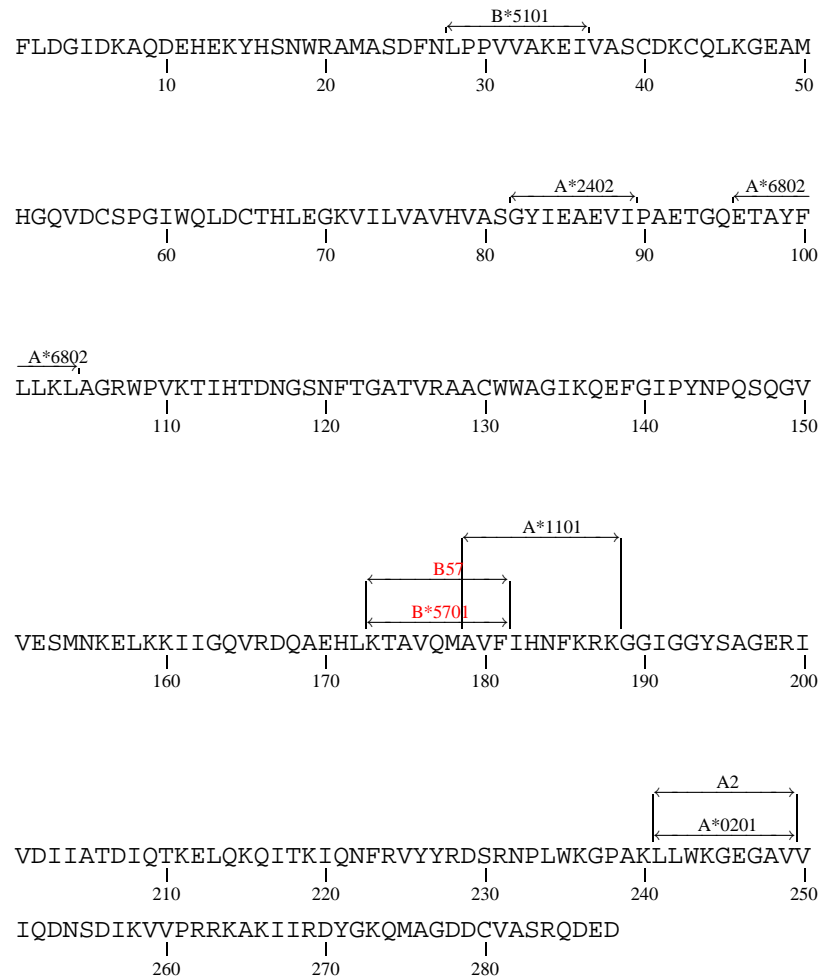 B*5101
FLDGIDKAQDEHEKYHSNWRAMASDFNLPPVVAKEIVASCDKCQLKGEAM
10 20 30 40 50
A*2402 A*6802
HGQVDCSPGIWQLDCTHLEGKVILVAVHVASGYIEAEVIPAETGQETAYF
60 70 80 90 100
A*6802
LLKLAGRWPVKTIHTDNGSNFTGATVRAACWWAGIKQEFGIPYNPQSQGV
110 120 130 140 150
A*1101
B57
B*5701
VESMNKELKKIIGQVRDQAEHLKTAVQMAVFIHNFKRKGGIGGYSAGERI
160 170 180 190 200
A2
A*0201
VDIIATDIQTKELQKQITKIQNFRVYYRDSRNPLWKGPAKLLWKGEGAVV
210 220 230 240 250
IQDNSDIKVVPRRKAKIIRDYGKQMAGDDCVASRQDED
260 270 280